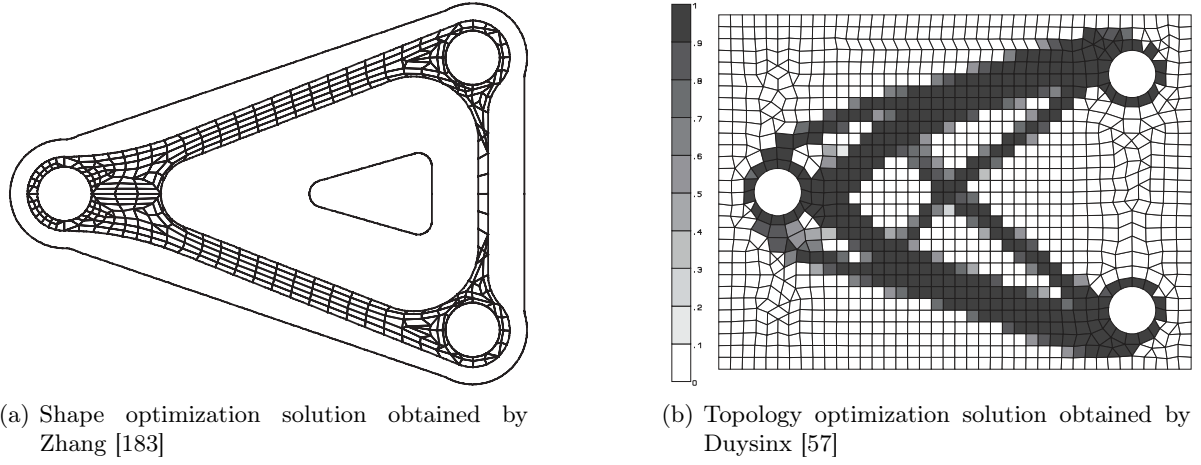 1
.9
.8
.7
.6
.5
.4
.3
.2
.1
0
(a) Shape optimization solution obtained by
Zhang [183]
(b) Topology optimization solution obtained by
Duysinx [57]